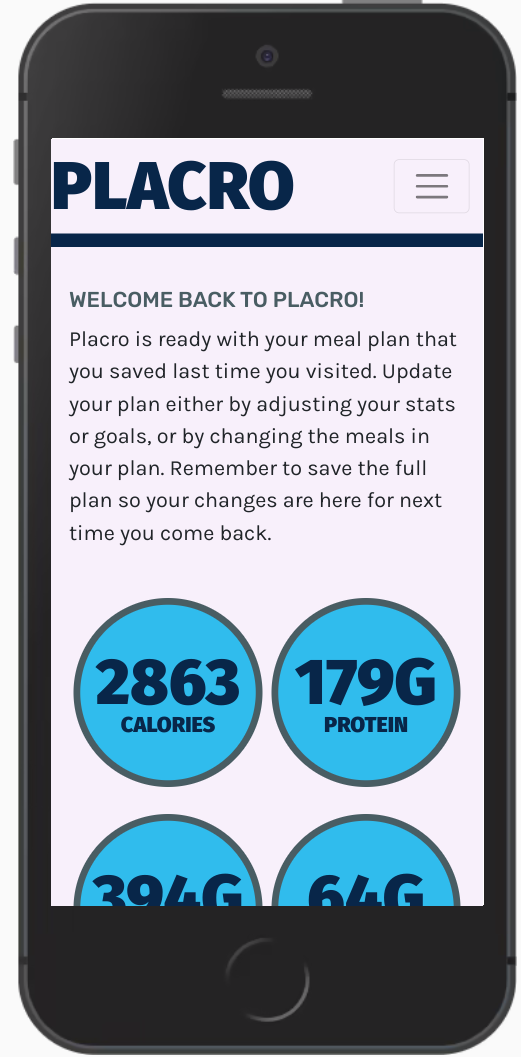 PLACRO
WELCOME BACK TO PLACRO!
Placro is ready with your meal plan that
you saved last time you visited. Update
your plan either by adjusting your stats
or goals, or by changing the meals in
your plan. Remember to save the full
plan so your changes are here for next
time you come back.
2863 179G
CALORIES PROTEIN
394G 64G